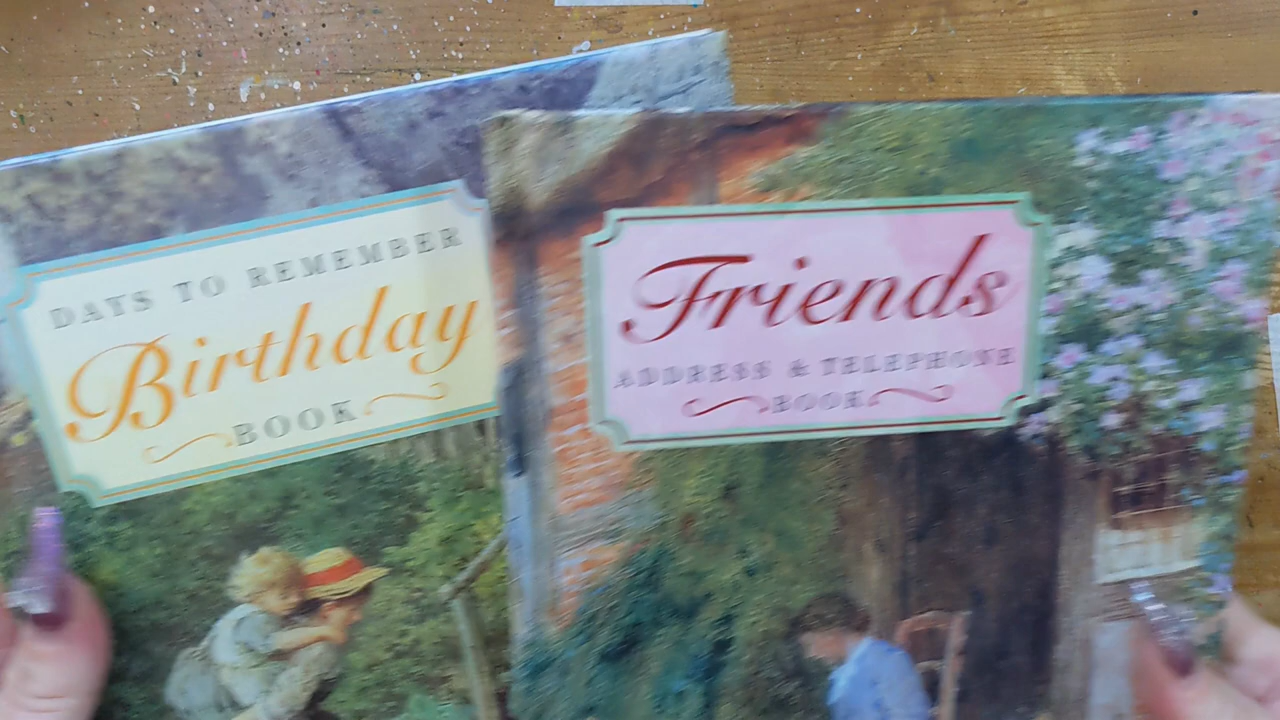 DAYS TO REMEMBER
Birthday
BOOK
Friends
ADDRESS & TELEPHONE
BOOK